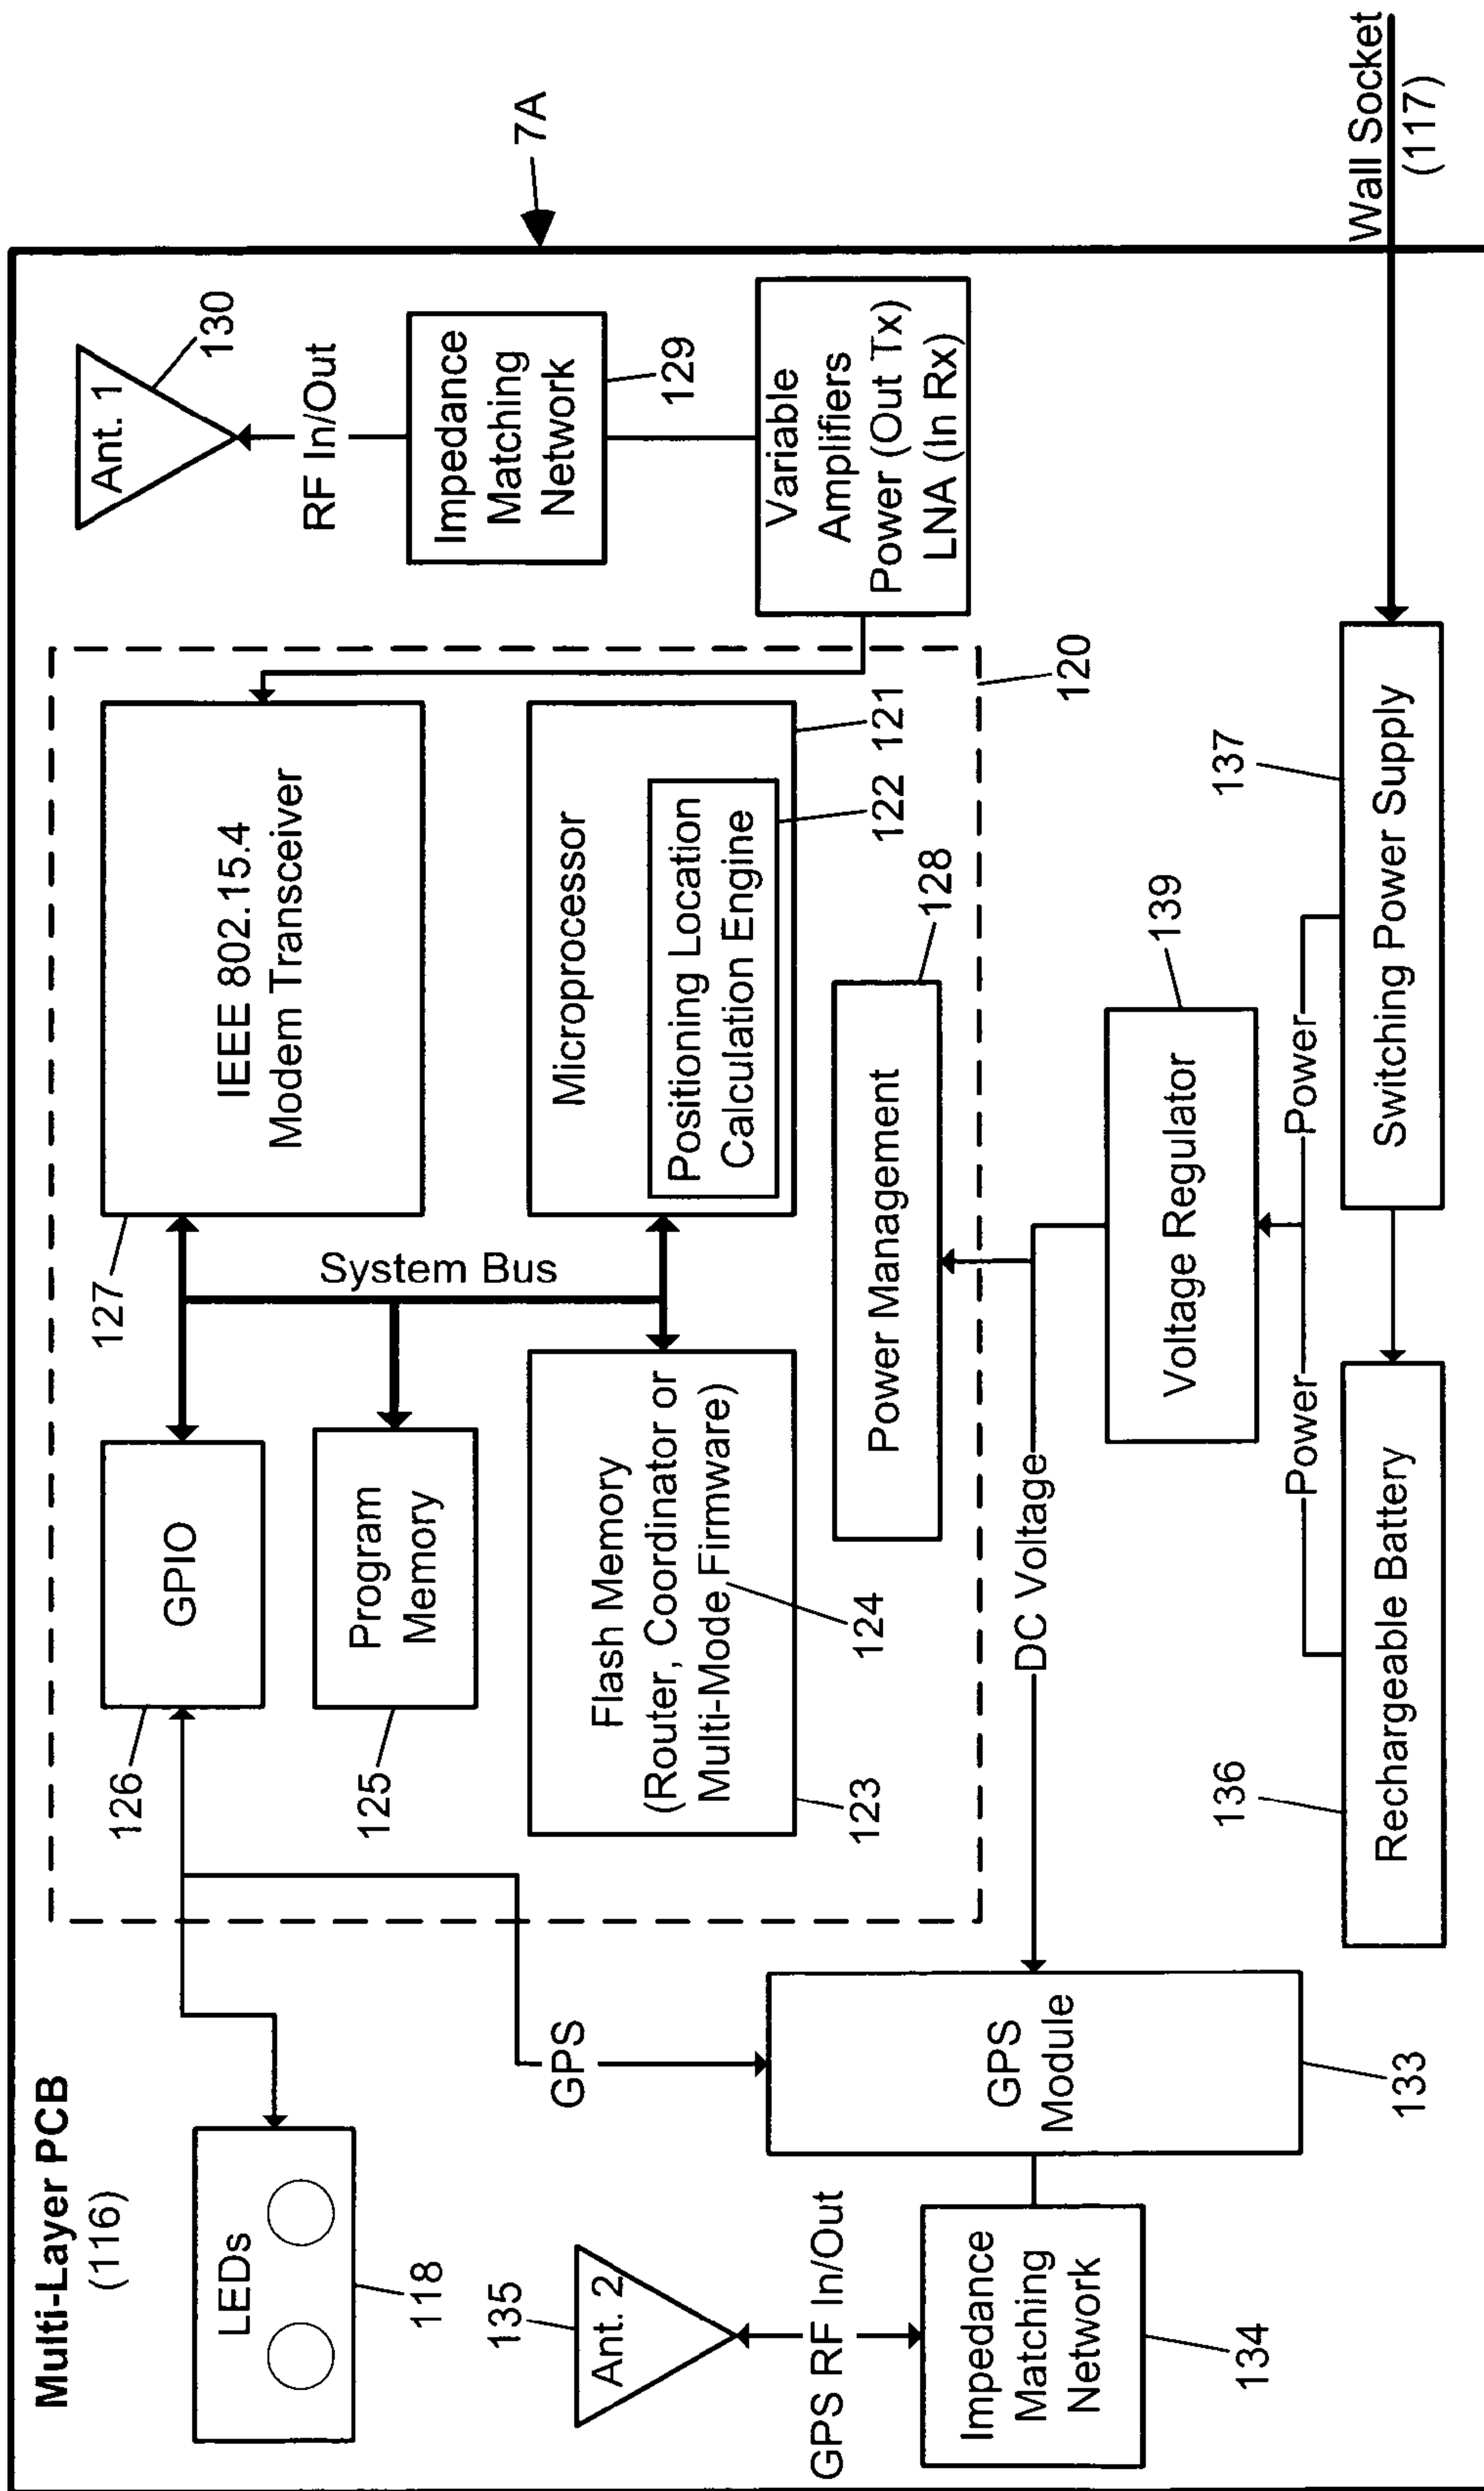 Multi-Layer PCB
(116)
LEDs
118
135
Ant. 2
GPS RF In/Out
Impedance
Matching
Network
134
GPS
GPS
Module
133
126
GPIO
125
Program
Memory
Flash Memory
(Router, Coordinator or
Multi-Mode Firmware)
123
124
System Bus
127
IEEE 802.15.4
Modem Transceiver
Microprocessor
Positioning Location
Calculation Engine
122
121
120
Power Management
128
DC Voltage
Voltage Regulator
139
Power
Power
136
Rechargeable Battery
137
Switching Power Supply
Ant. 1
130
RF In/Out
Impedance
Matching
Network
129
Variable
Amplifiers
Power (Out Tx)
LNA (In Rx)
7A
Wall Socket
(117)